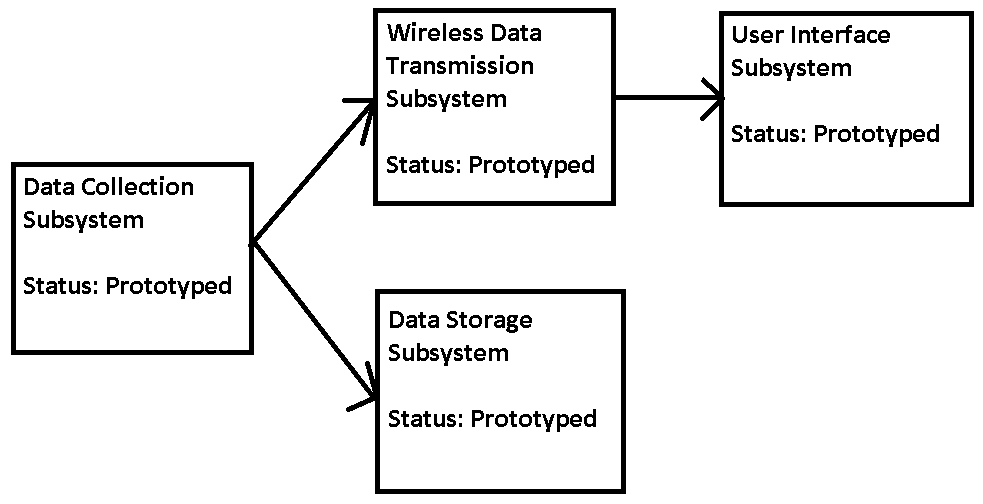 Data Collection
Subsystem
Status: Prototyped
Wireless Data
Transmission
Subsystem
Status: Prototyped
User Interface
Subsystem
Status: Prototyped
Data Storage
Subsystem
Status: Prototyped